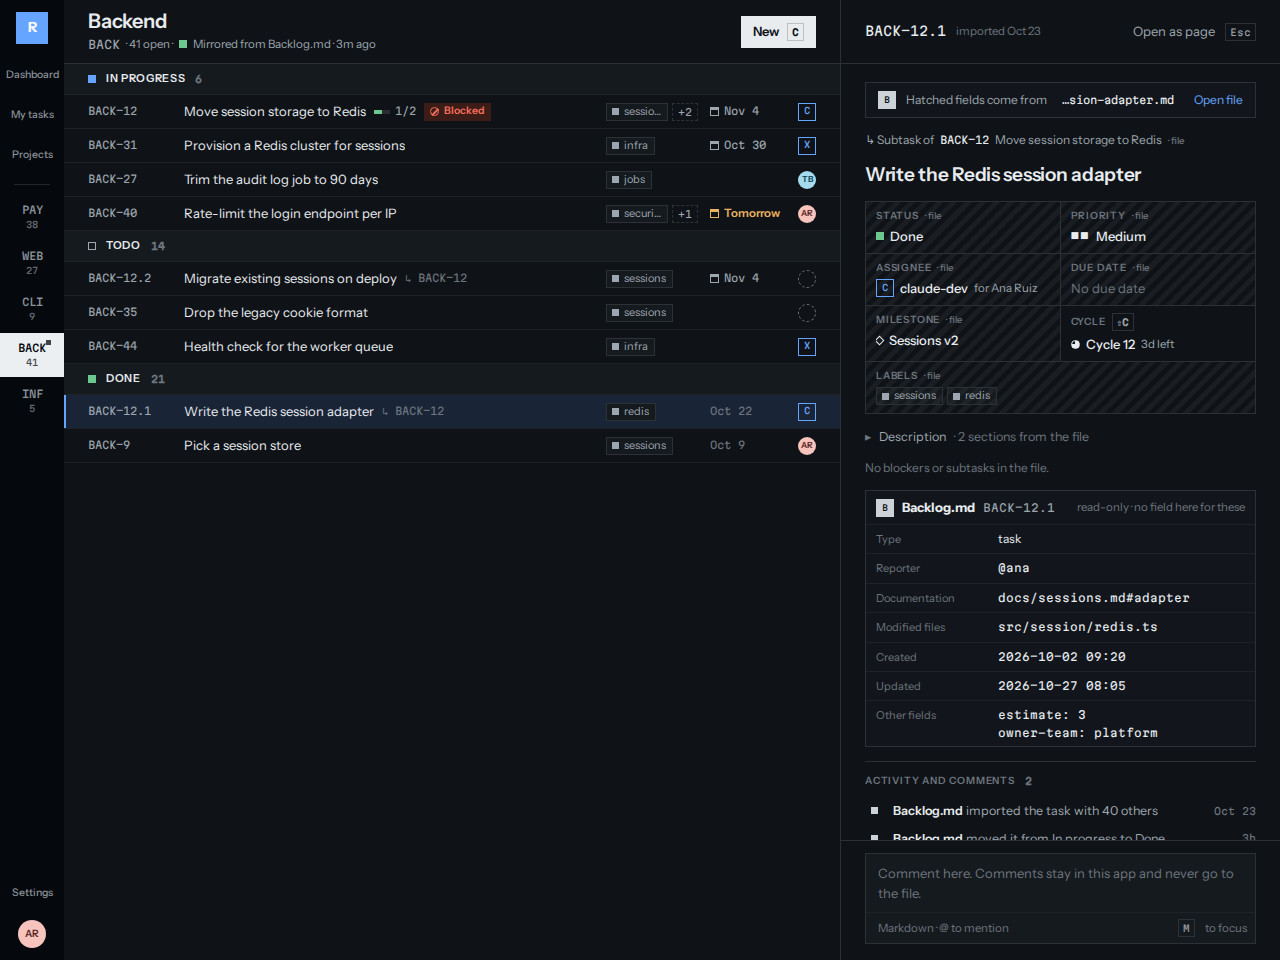 R
Dashboard
My tasks
Projects
PAY
38
WEB
27
CLI
9
BACK
41
INF
5
Settings
AR
Backend
BACK · 41 open · Mirrored from Backlog.md · 3m ago
New C
IN PROGRESS 6
BACK-12 Move session storage to Redis 1/2 Blocked sessio… +2 Nov 4 C
BACK-31 Provision a Redis cluster for sessions infra Oct 30 X
BACK-27 Trim the audit log job to 90 days jobs TB
BACK-40 Rate-limit the login endpoint per IP securi… +1 Tomorrow AR
TODO 14
BACK-12.2 Migrate existing sessions on deploy ↳ BACK-12 sessions Nov 4
BACK-35 Drop the legacy cookie format sessions
BACK-44 Health check for the worker queue infra X
DONE 21
BACK-12.1 Write the Redis session adapter ↳ BACK-12 redis Oct 22 C
BACK-9 Pick a session store sessions Oct 9 AR
BACK-12.1 imported Oct 23 Open as page Esc
B Hatched fields come from …sion-adapter.md Open file
↳ Subtask of BACK-12 Move session storage to Redis · file
Write the Redis session adapter
STATUS · file PRIORITY · file
Done Medium
ASSIGNEE · file DUE DATE · file
C claude-dev for Ana Ruiz No due date
MILESTONE · file CYCLE ⇧C
Sessions v2 Cycle 12 3d left
LABELS · file
sessions redis
▸ Description · 2 sections from the file
No blockers or subtasks in the file.
B Backlog.md BACK-12.1 read-only · no field here for these
Type task
Reporter @ana
Documentation docs/sessions.md#adapter
Modified files src/session/redis.ts
Created 2026-10-02 09:20
Updated 2026-10-27 08:05
Other fields estimate: 3
owner-team: platform
ACTIVITY AND COMMENTS 2
Backlog.md imported the task with 40 others Oct 23
Backlog.md moved it from In progress to Done 3h
Comment here. Comments stay in this app and never go to
the file.
Markdown · @ to mention M to focus